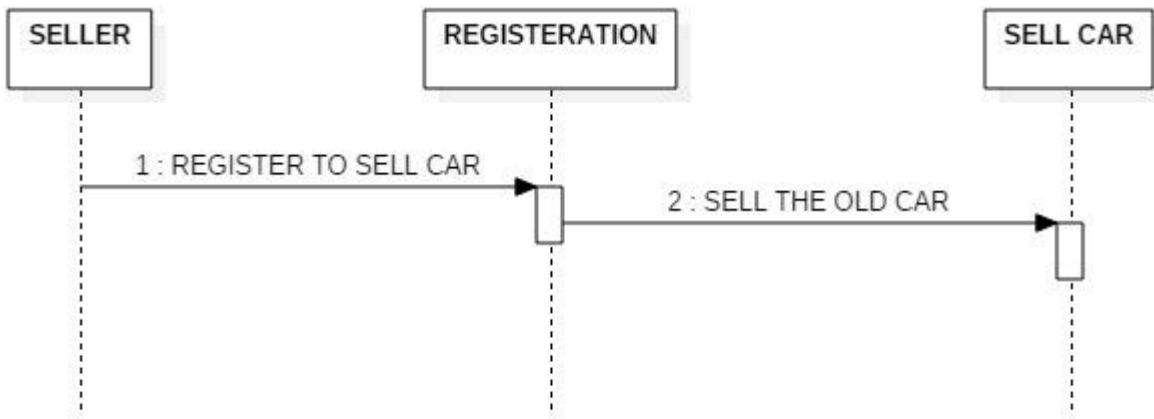 SELLER
REGISTERATION
SELL CAR
1 : REGISTER TO SELL CAR
2 : SELL THE OLD CAR